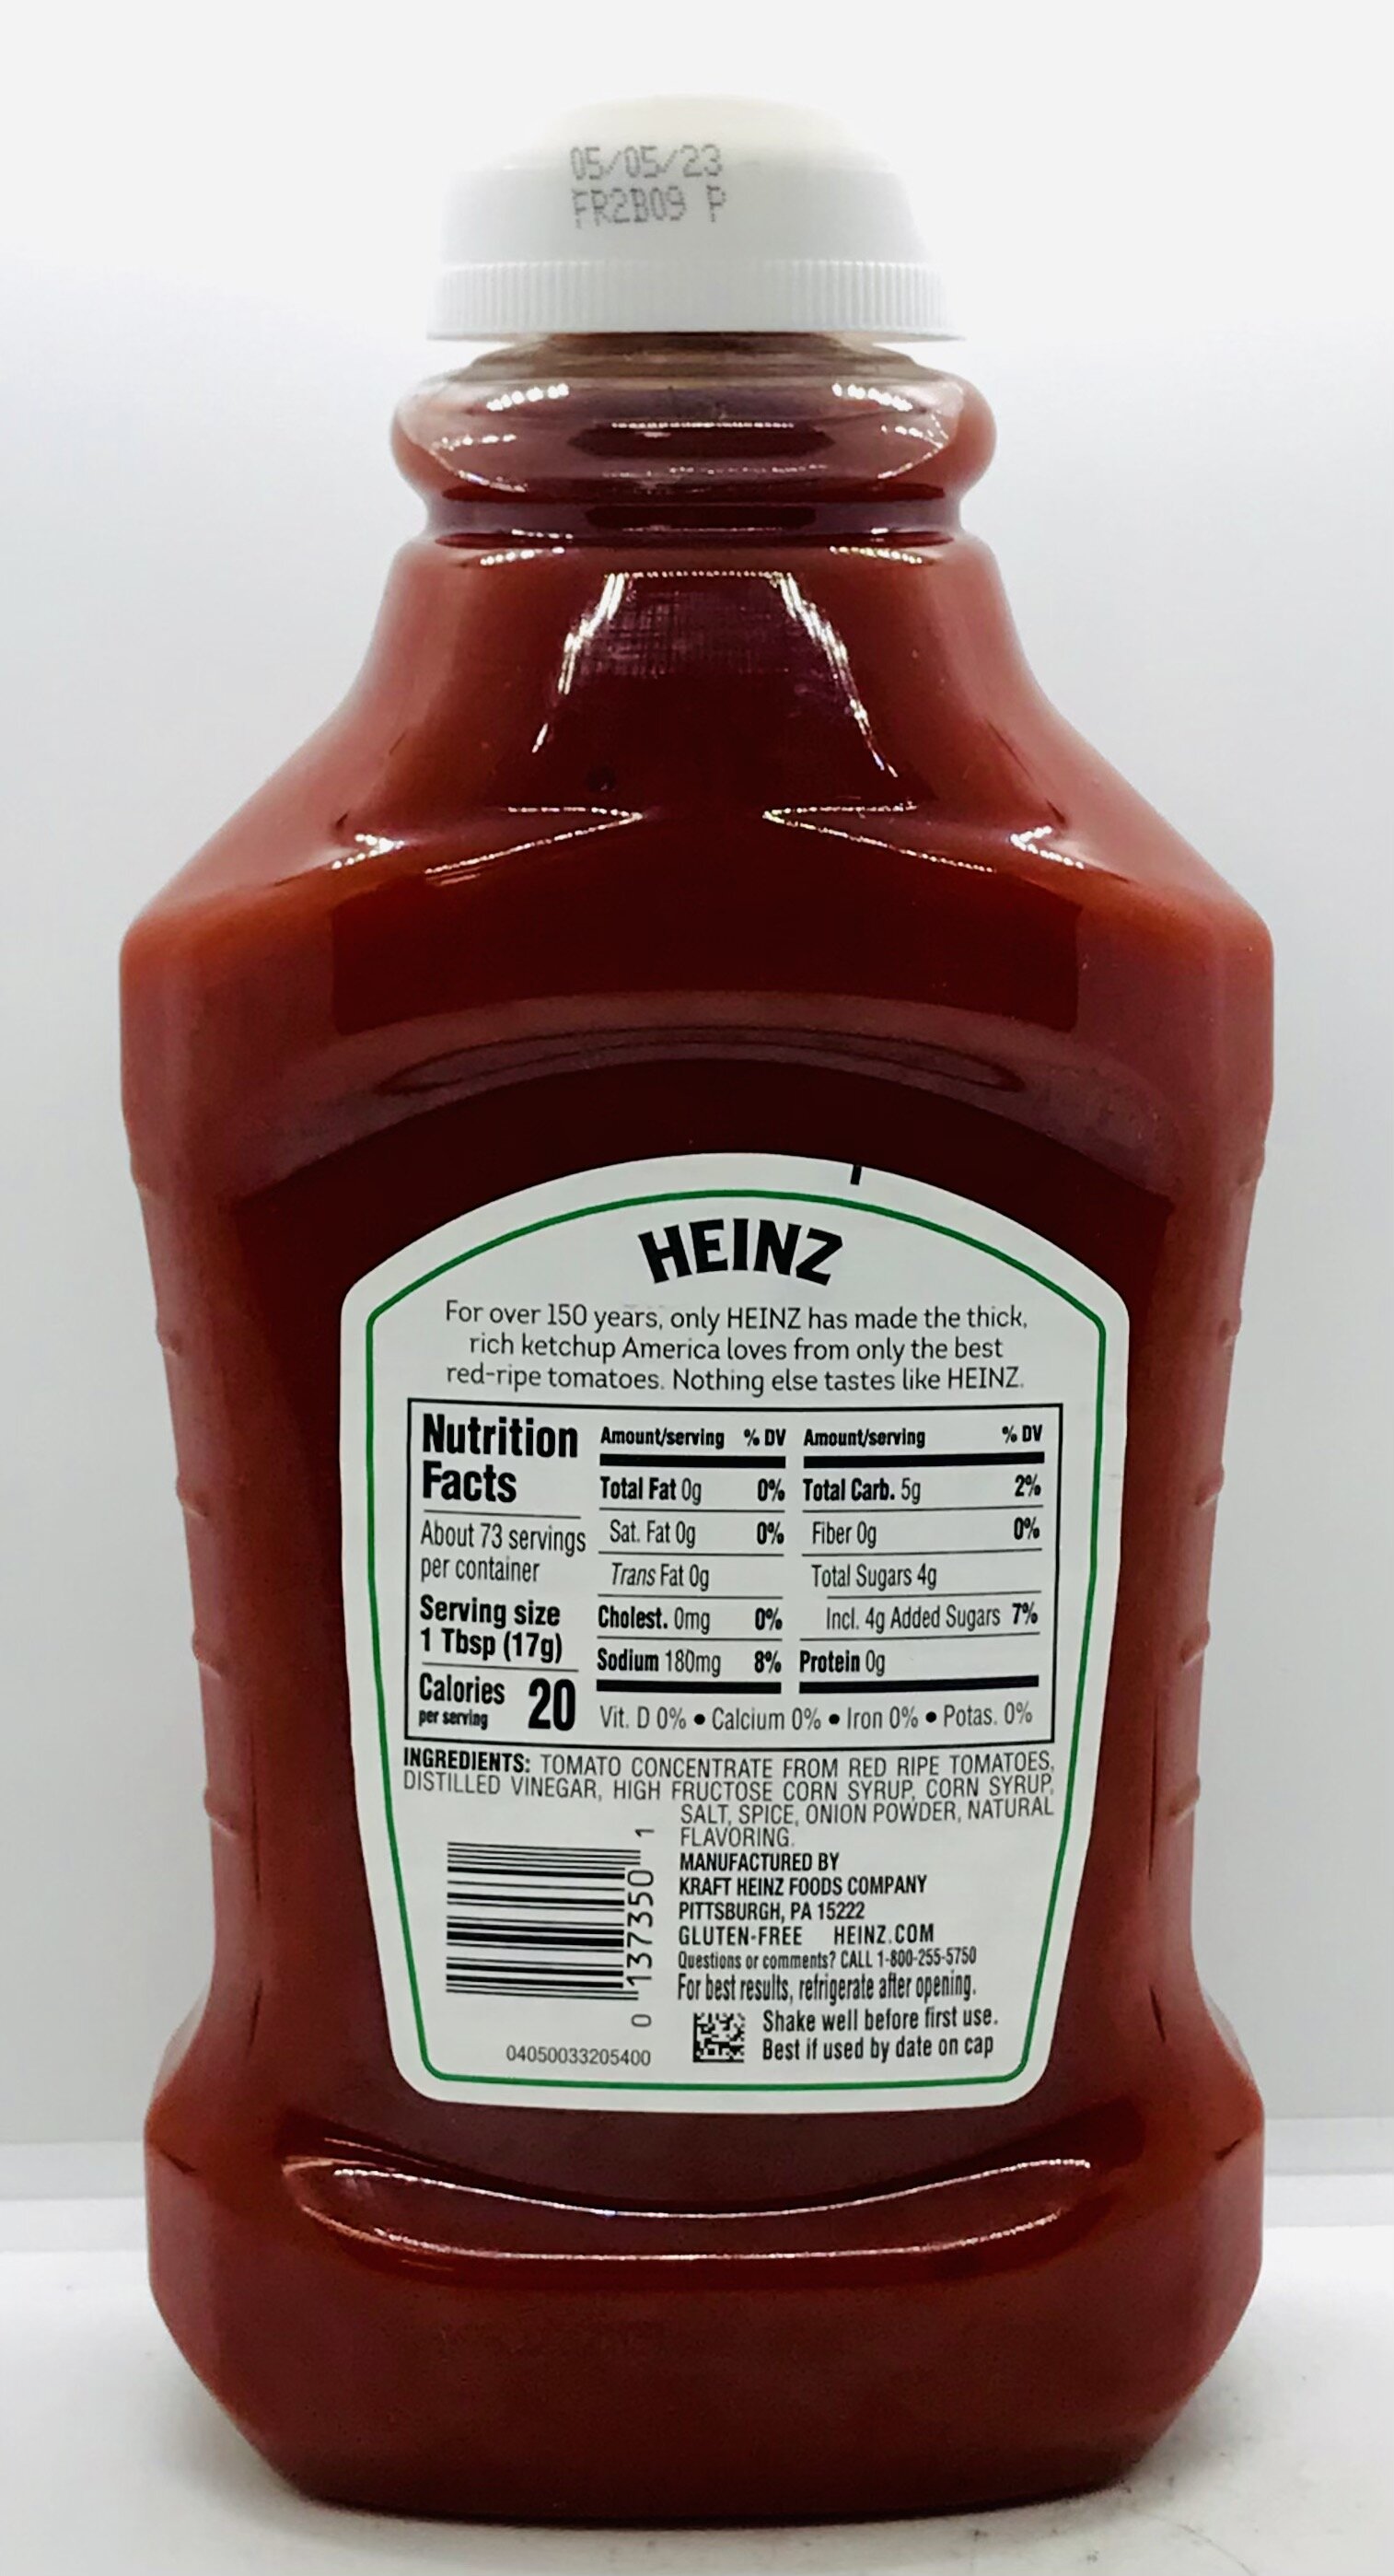 05/05/23
FR2B09 P
HEINZ
For over 150 years, only HEINZ has made the thick,
rich ketchup America loves from only the best
red-ripe tomatoes. Nothing else tastes like HEINZ.
Nutrition
Facts
About 73 servings
per container
Serving size
1 Tbsp (17g)
Calories 20
per serving
Amount/serving % DV
Total Fat 0g 0%
Sat. Fat 0g 0%
Trans Fat 0g
Cholest. 0mg 0%
Sodium 180mg 8%
Amount/serving % DV
Total Carb. 5g 2%
Fiber 0g 0%
Total Sugars 4g
Incl. 4g Added Sugars 7%
Protein 0g
Vit. D 0% • Calcium 0% • Iron 0% • Potas. 0%
INGREDIENTS: TOMATO CONCENTRATE FROM RED RIPE TOMATOES,
DISTILLED VINEGAR, HIGH FRUCTOSE CORN SYRUP, CORN SYRUP,
SALT, SPICE, ONION POWDER, NATURAL
FLAVORING.
MANUFACTURED BY
KRAFT HEINZ FOODS COMPANY
PITTSBURGH, PA 15222
GLUTEN-FREE HEINZ.COM
Questions or comments? CALL 1-800-255-5750
For best results, refrigerate after opening.
Shake well before first use.
Best if used by date on cap
0 137350 1
04050033205400